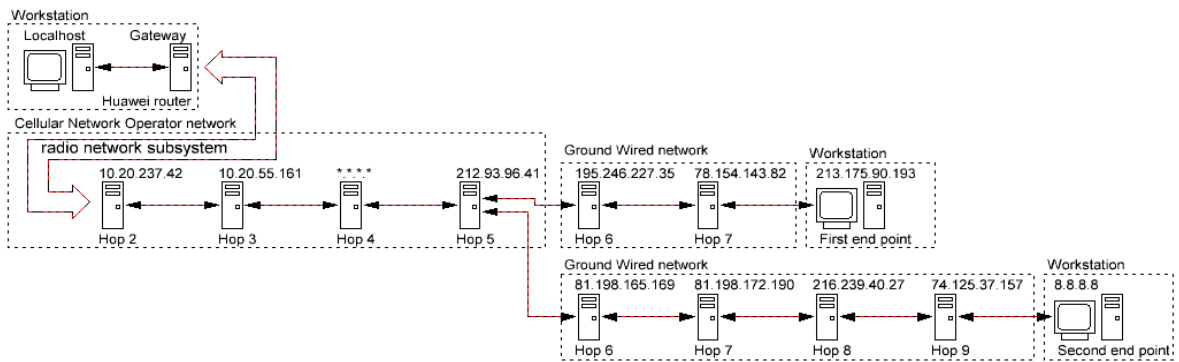 Workstation
Localhost Gateway
Huawei router
Cellular Network Operator network
radio network subsystem
10.20.237.42 10.20.55.161 *.*.*.* 212.93.96.41
Hop 2 Hop 3 Hop 4 Hop 5
Ground Wired network
195.246.227.35 78.154.143.82
Hop 6 Hop 7
Workstation
213.175.90.193
First end point
Ground Wired network
81.198.165.169 81.198.172.190 216.239.40.27 74.125.37.157
Hop 6 Hop 7 Hop 8 Hop 9
Workstation
8.8.8.8
Second end point